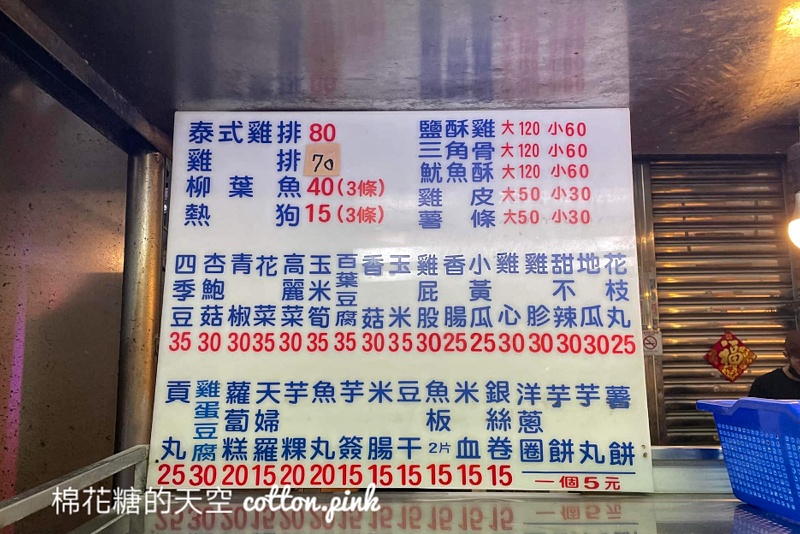 泰式雞排 80
雞排 70
柳葉魚 40(3條)
熱狗 15(3條)
鹽酥雞 大120 小60
三角骨 大120 小60
魷魚酥 大120 小60
雞皮 大50 小30
薯條 大50 小30
四季豆 35
杏鮑菇 30
青椒 30
花菜 35
高麗菜 30
玉米筍 35
百葉豆腐 35
香菇 30
玉米 35
雞屁股 30
香腸 25
小黃瓜 25
雞心 30
雞胗 30
甜不辣 30
地瓜 30
花枝丸 25
貢丸 25
雞蛋豆腐 30
蘿蔔糕 20
天婦羅 15
芋粿 20
魚丸 20
芋簽 15
米腸 15
豆干 15
魚板 2片 15
米血 15
銀絲卷 15
洋蔥圈
芋餅
芋丸
薯餅
一個5元
福
棉花糖的天空 cotton.pink